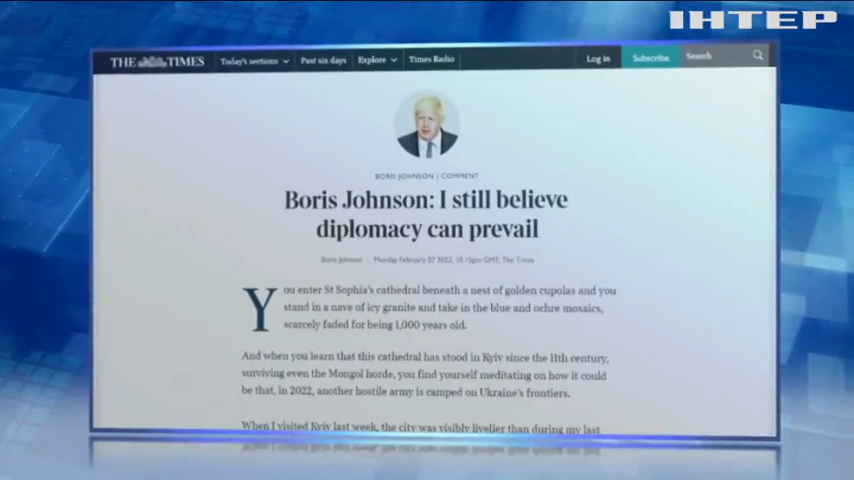 ІНТЕР
THE TIMES
Today's sections
Past six days
Explore
Times Radio
Log in
Subscribe
Search
BORIS JOHNSON | COMMENT
Boris Johnson: I still believe
diplomacy can prevail
Boris Johnson
Monday February 07 2022, 10.15pm GMT, The Times
You enter St Sophia's cathedral beneath a nest of golden cupolas and you
stand in a nave of icy granite and take in the blue and ochre mosaics,
scarcely faded for being 1,000 years old.
And when you learn that this cathedral has stood in Kyiv since the 11th century,
surviving even the Mongol horde, you find yourself meditating on how it could
be that, in 2022, another hostile army is camped on Ukraine's frontiers.
When I visited Kyiv last week, the city was visibly livelier than during my last